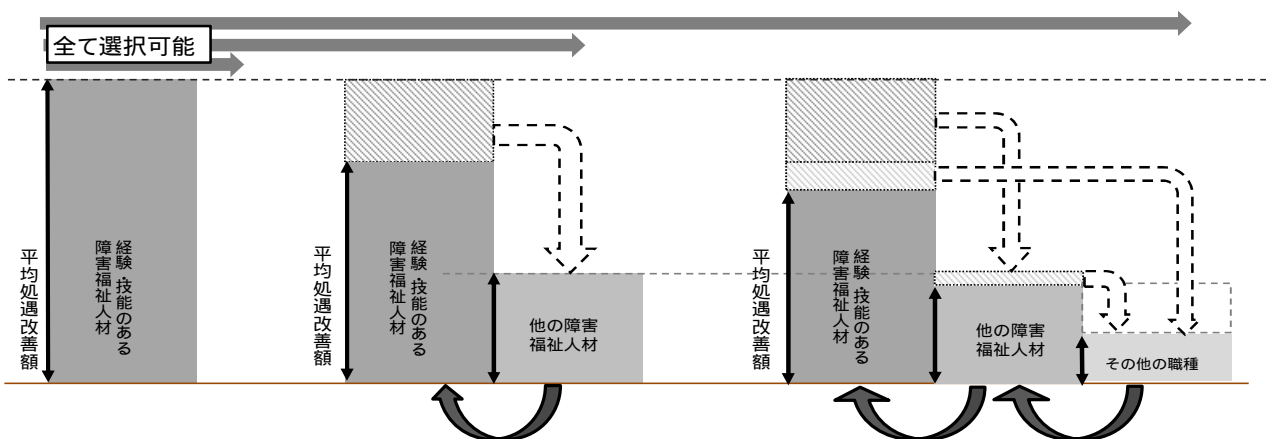 全て選択可能
平均処遇改善額
経験・技能のある
障害福祉人材
平均処遇改善額
経験・技能のある
障害福祉人材
他の障害
福祉人材
平均処遇改善額
経験・技能のある
障害福祉人材
他の障害
福祉人材
その他の職種